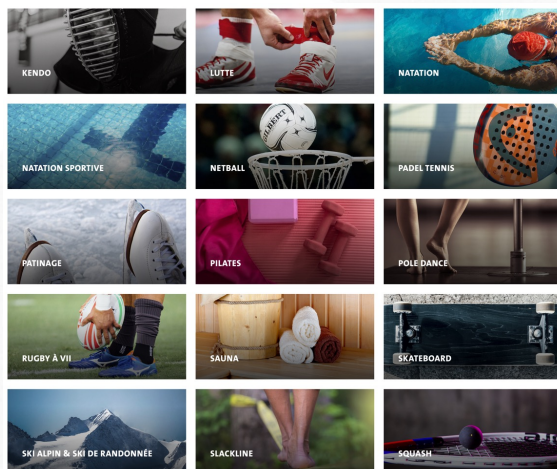 KENDO
LUTTE
NATATION
NATATION SPORTIVE
GILBERT
NETBALL
PADEL TENNIS
PATINAGE
PILATES
POLE DANCE
RUGBY À VII
SAUNA
SKATEBOARD
SKI ALPIN & SKI DE RANDONNÉE
SLACKLINE
SQUASH